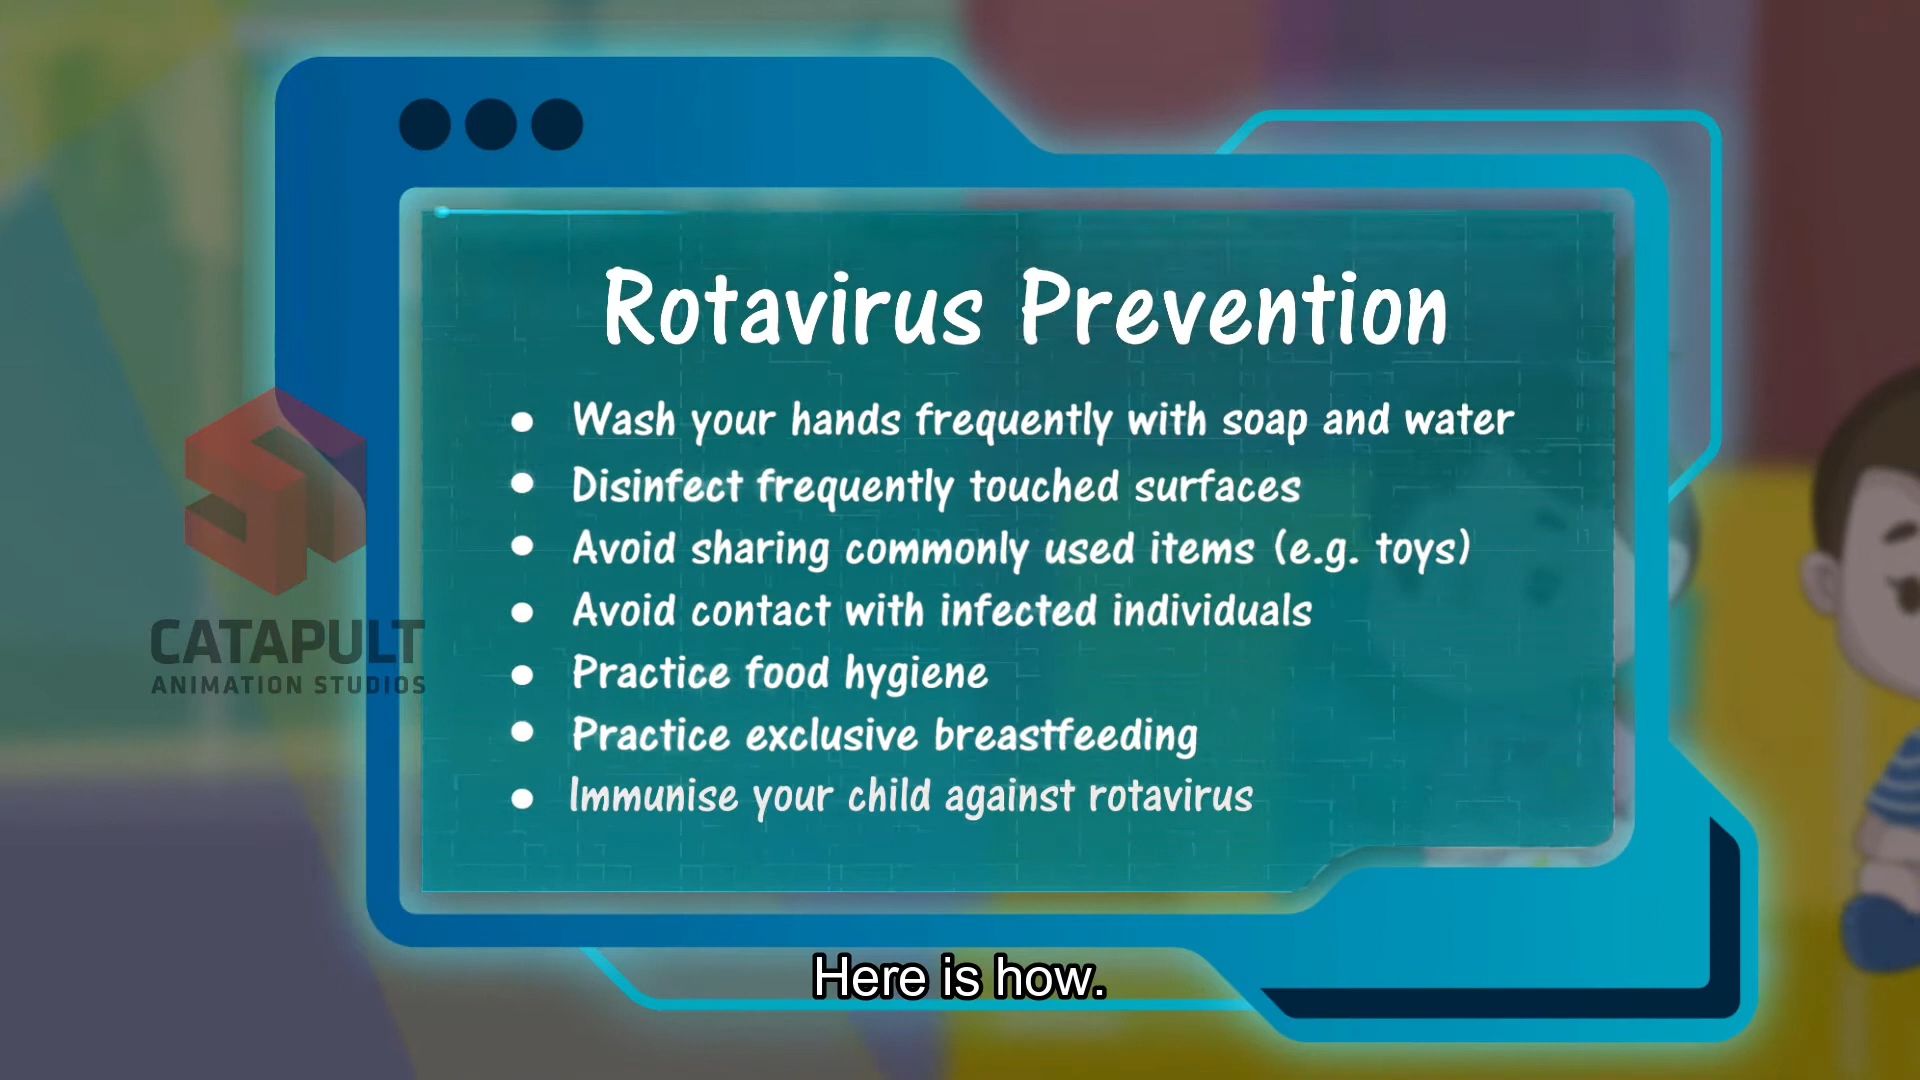 Rotavirus Prevention
Wash your hands frequently with soap and water
Disinfect frequently touched surfaces
Avoid sharing commonly used items (e.g. toys)
Avoid contact with infected individuals
Practice food hygiene
Practice exclusive breastfeeding
Immunise your child against rotavirus
CATAPULT
ANIMATION STUDIOS
Here is how.